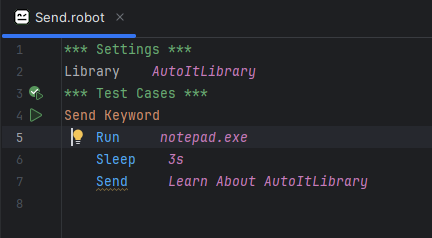 Send.robot
1 *** Settings ***
2 Library    AutoItLibrary
3 *** Test Cases ***
4 Send Keyword
5     Run     notepad.exe
6     Sleep    3s
7     Send     Learn About AutoItLibrary
8